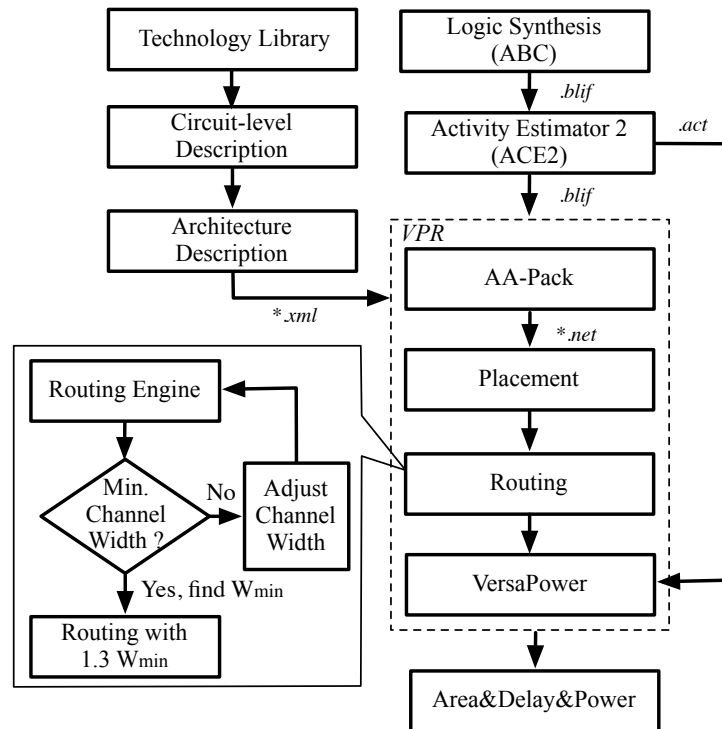 Technology Library
Circuit-level
Description
Architecture
Description
*.xml
Logic Synthesis
(ABC)
.blif
Activity Estimator 2
(ACE2)
.act
.blif
VPR
AA-Pack
*.net
Placement
Routing
VersaPower
Area&Delay&Power
Routing Engine
Min.
Channel
Width ?
No
Adjust
Channel
Width
Yes, find Wmin
Routing with
1.3 Wmin